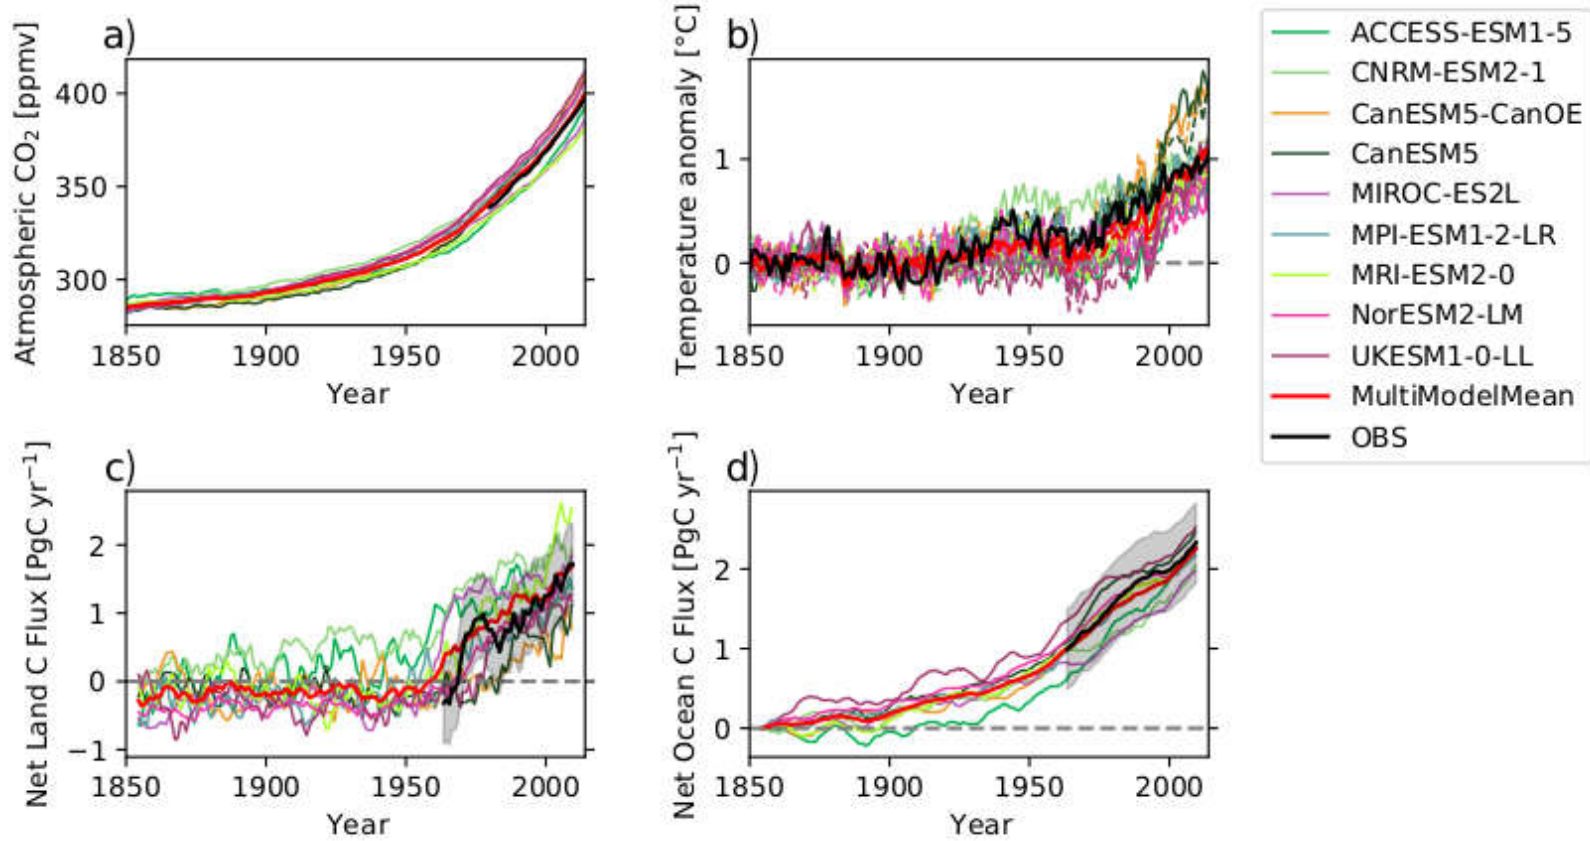 a)
Atmospheric CO₂ [ppmv]
400
350
300
1850 1900 1950 2000
Year
b)
Temperature anomaly [°C]
1
0
1850 1900 1950 2000
Year
ACCESS-ESM1-5
CNRM-ESM2-1
CanESM5-CanOE
CanESM5
MIROC-ES2L
MPI-ESM1-2-LR
MRI-ESM2-0
NorESM2-LM
UKESM1-0-LL
MultiModelMean
OBS
c)
Net Land C Flux [PgC yr⁻¹]
2
1
0
−1
1850 1900 1950 2000
Year
d)
Net Ocean C Flux [PgC yr⁻¹]
2
1
0
1850 1900 1950 2000
Year